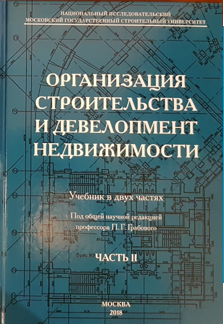 НАЦИОНАЛЬНЫЙ ИССЛЕДОВАТЕЛЬСКИЙ
МОСКОВСКИЙ ГОСУДАРСТВЕННЫЙ СТРОИТЕЛЬНЫЙ УНИВЕРСИТЕТ
ОРГАНИЗАЦИЯ
СТРОИТЕЛЬСТВА
И ДЕВЕЛОПМЕНТ
НЕДВИЖИМОСТИ
Учебник в двух частях
Под общей научной редакцией
профессора П. Г. Грабового
ЧАСТЬ II
МОСКВА
2018